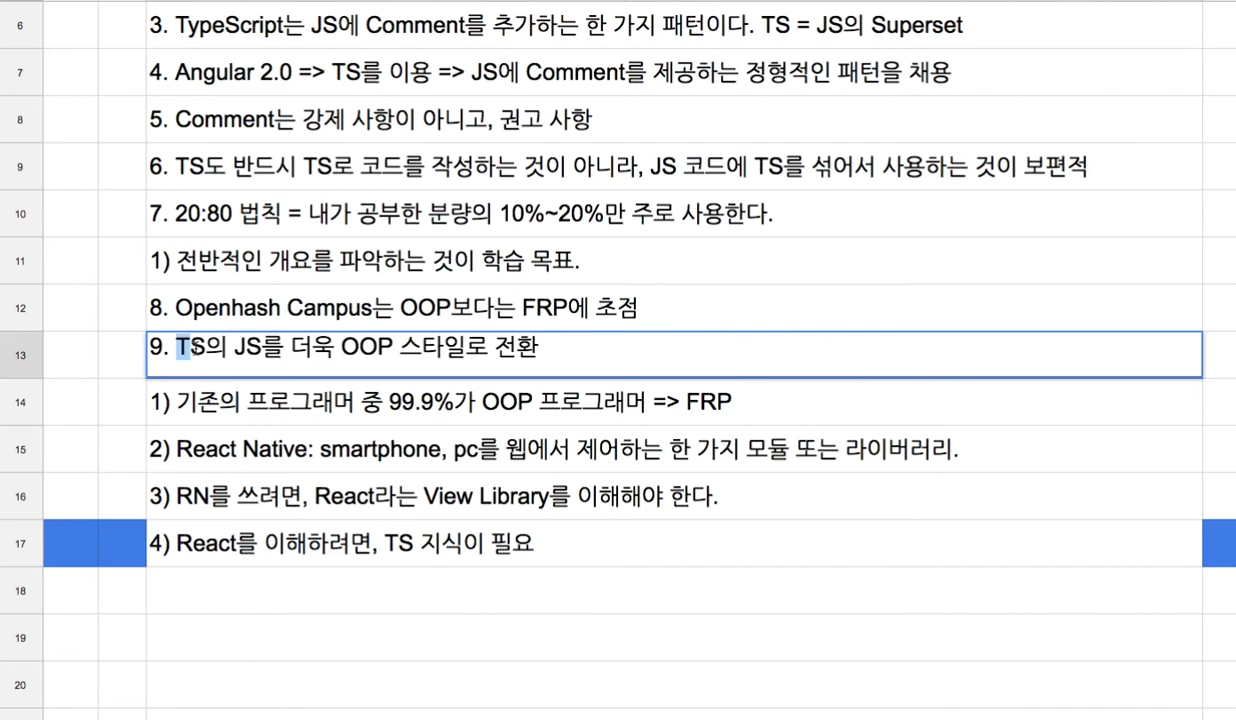 6 3. TypeScript는 JS에 Comment를 추가하는 한 가지 패턴이다. TS = JS의 Superset
7 4. Angular 2.0 => TS를 이용 => JS에 Comment를 제공하는 정형적인 패턴을 채용
8 5. Comment는 강제 사항이 아니고, 권고 사항
9 6. TS도 반드시 TS로 코드를 작성하는 것이 아니라, JS 코드에 TS를 섞어서 사용하는 것이 보편적
10 7. 20:80 법칙 = 내가 공부한 분량의 10%~20%만 주로 사용한다.
11 1) 전반적인 개요를 파악하는 것이 학습 목표.
12 8. Openhash Campus는 OOP보다는 FRP에 초점
13 9. TS의 JS를 더욱 OOP 스타일로 전환
14 1) 기존의 프로그래머 중 99.9%가 OOP 프로그래머 => FRP
15 2) React Native: smartphone, pc를 웹에서 제어하는 한 가지 모듈 또는 라이버러리.
16 3) RN를 쓰려면, React라는 View Library를 이해해야 한다.
17 4) React를 이해하려면, TS 지식이 필요
18
19
20